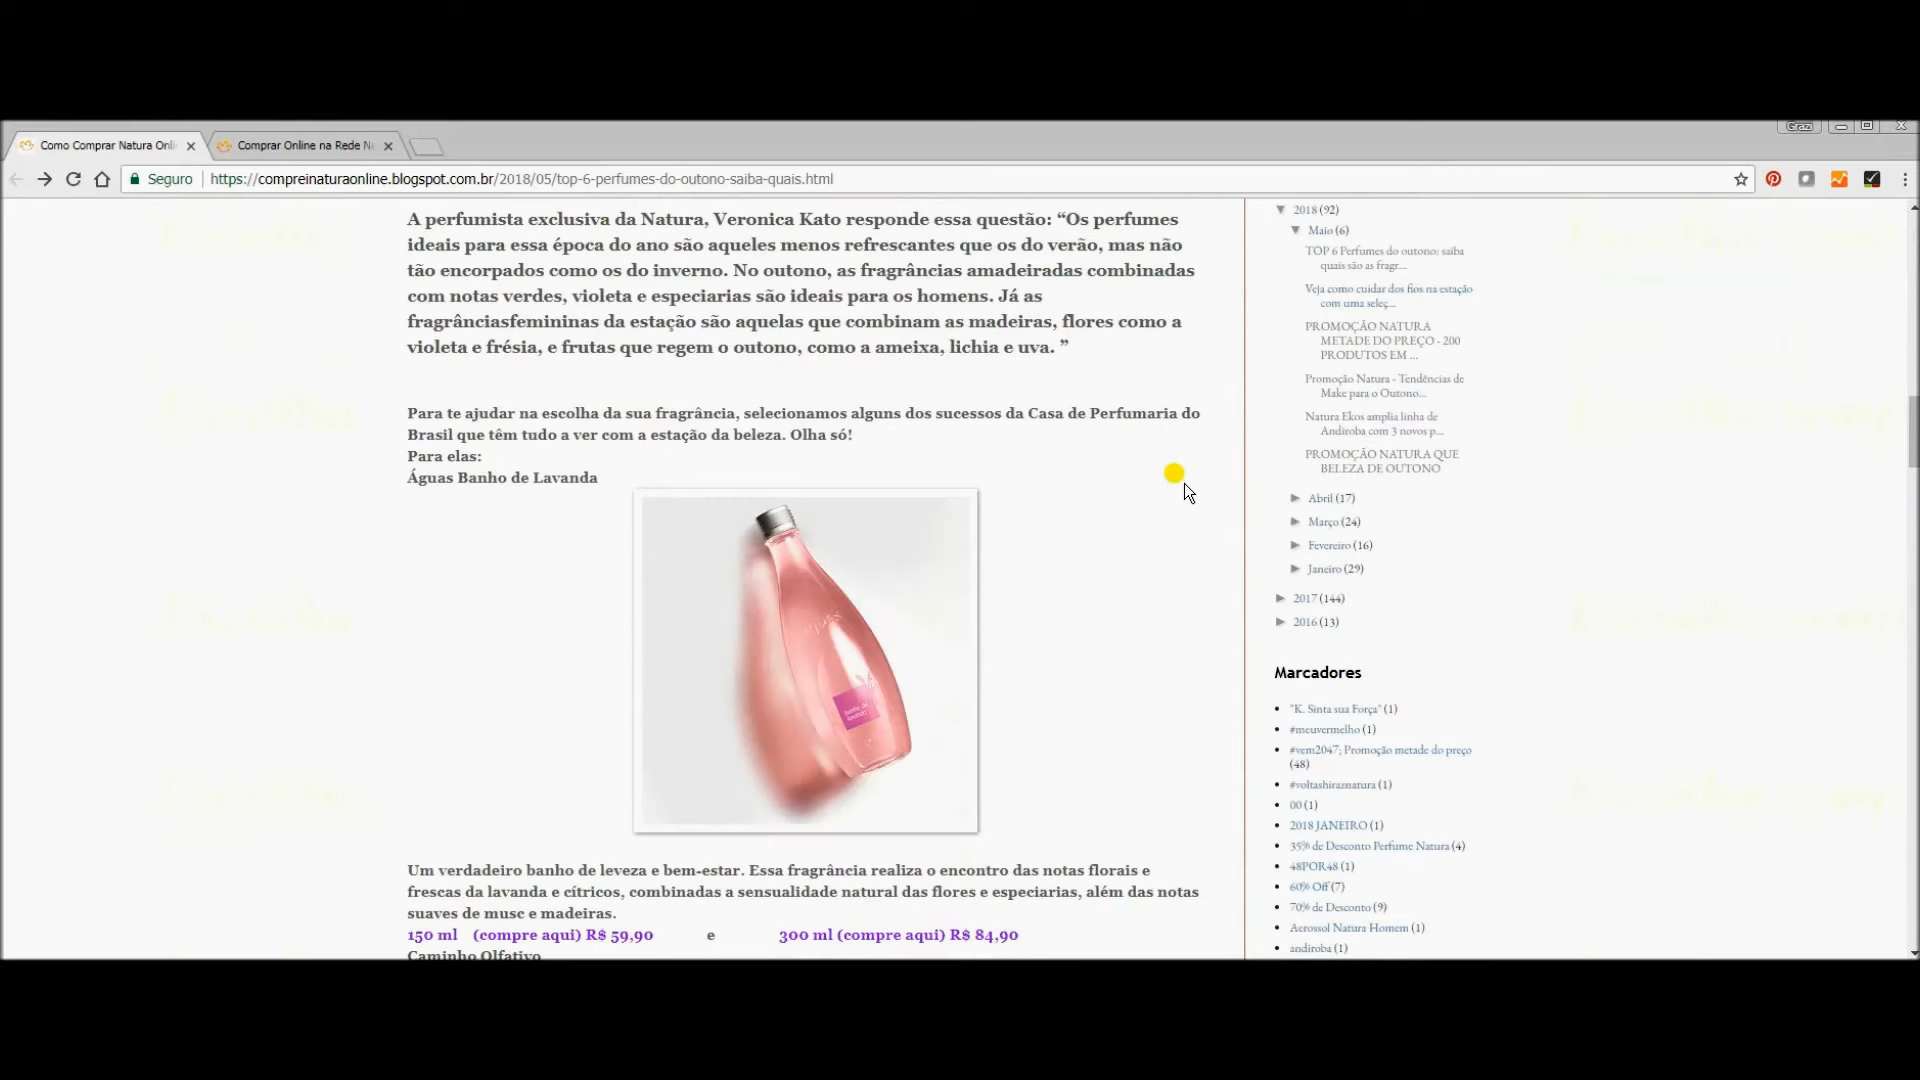 Grazi
Como Comprar Natura Onli
Comprar Online na Rede Na
Seguro
https://compreinaturaonline.blogspot.com.br/2018/05/top-6-perfumes-do-outono-saiba-quais.html
A perfumista exclusiva da Natura, Veronica Kato responde essa questão: “Os perfumes
ideais para essa época do ano são aqueles menos refrescantes que os do verão, mas não
tão encorpados como os do inverno. No outono, as fragrâncias amadeiradas combinadas
com notas verdes, violeta e especiarias são ideais para os homens. Já as
fragrânciasfemininas da estação são aquelas que combinam as madeiras, flores como a
violeta e frésia, e frutas que regem o outono, como a ameixa, lichia e uva. ”
Para te ajudar na escolha da sua fragrância, selecionamos alguns dos sucessos da Casa de Perfumaria do
Brasil que têm tudo a ver com a estação da beleza. Olha só!
Para elas:
Águas Banho de Lavanda
banho de
lavanda
Um verdadeiro banho de leveza e bem-estar. Essa fragrância realiza o encontro das notas florais e
frescas da lavanda e cítricos, combinadas a sensualidade natural das flores e especiarias, além das notas
suaves de musc e madeiras.
150 ml (compre aqui) R$ 59,90 e 300 ml (compre aqui) R$ 84,90
Caminho Olfativo
2018 (92)
Maio (6)
TOP 6 Perfumes do outono: saiba
quais são as fragr...
Veja como cuidar dos fios na estação
com uma seleç...
PROMOÇÃO NATURA
METADE DO PREÇO - 200
PRODUTOS EM ...
Promoção Natura - Tendências de
Make para o Outono...
Natura Ekos amplia linha de
Andiroba com 3 novos p...
PROMOÇÃO NATURA QUE
BELEZA DE OUTONO
Abril (17)
Março (24)
Fevereiro (16)
Janeiro (29)
2017 (144)
2016 (13)
Marcadores
"K. Sinta sua Força" (1)
#meuvermelho (1)
#vem2047; Promoção metade do preço
(48)
#voltashiraznatura (1)
00 (1)
2018 JANEIRO (1)
35% de Desconto Perfume Natura (4)
48POR48 (1)
60% Off (7)
70% de Desconto (9)
Aerossol Natura Homem (1)
andiroba (1)